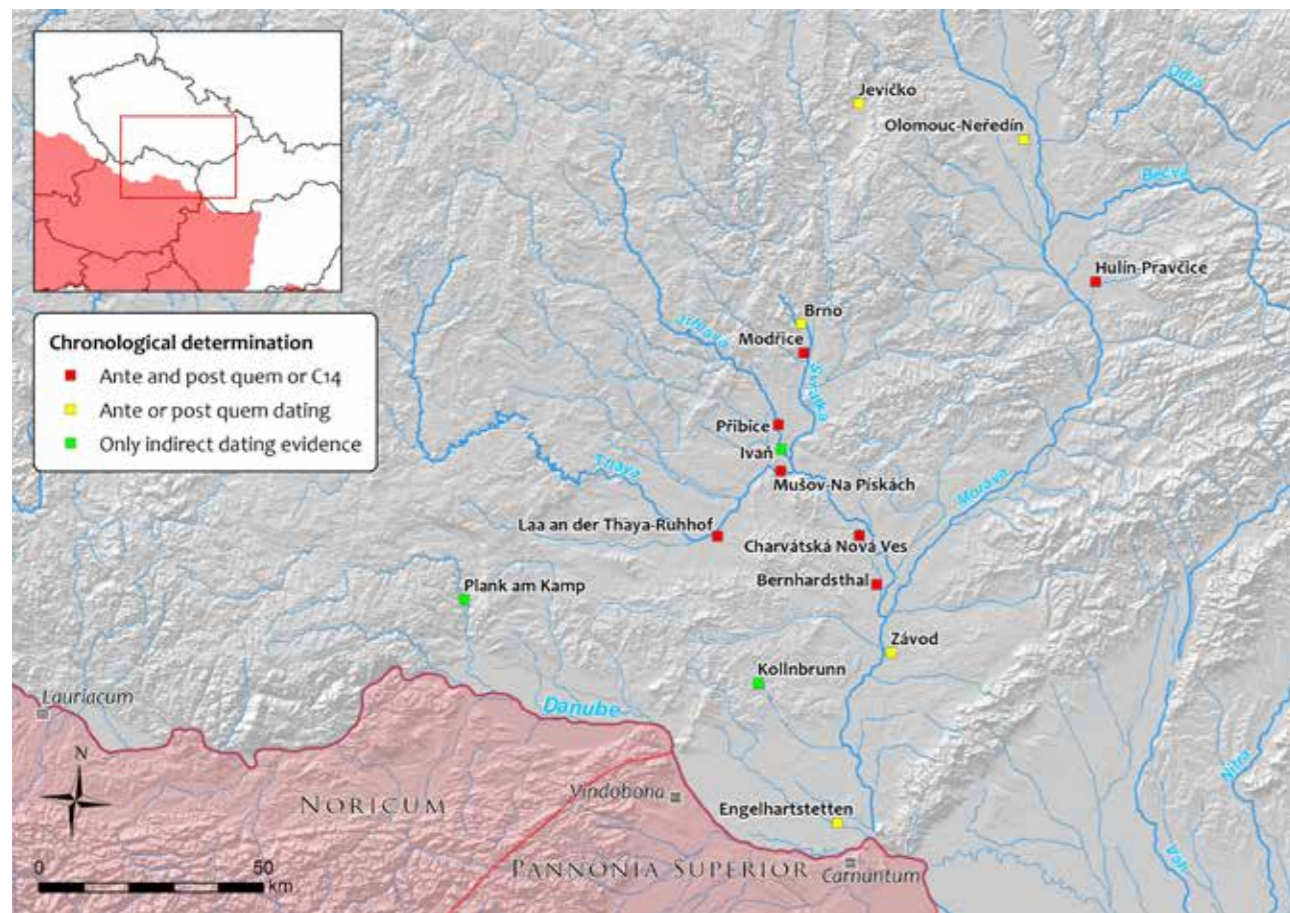 Jevíčko
Odra
Olomouc-Neředín
Bečva
Hulín-Pravčice
Chronological determination
Ante and post quem or C14
Ante or post quem dating
Only indirect dating evidence
Brno
Jihlava
Modřice
Svratka
Přibice
Ivaň
Thaya
Mušov-Na Pískách
Morava
Laa an der Thaya-Ruhhof
Charvátská Nová Ves
Bernhardsthal
Plank am Kamp
Závod
Kollnbrunn
Lauriacum
Danube
N
Nitra
Vindobona
NORICUM
Engelhartstetten
Váh
0 50
km
PANNONIA SUPERIOR
Carnuntum